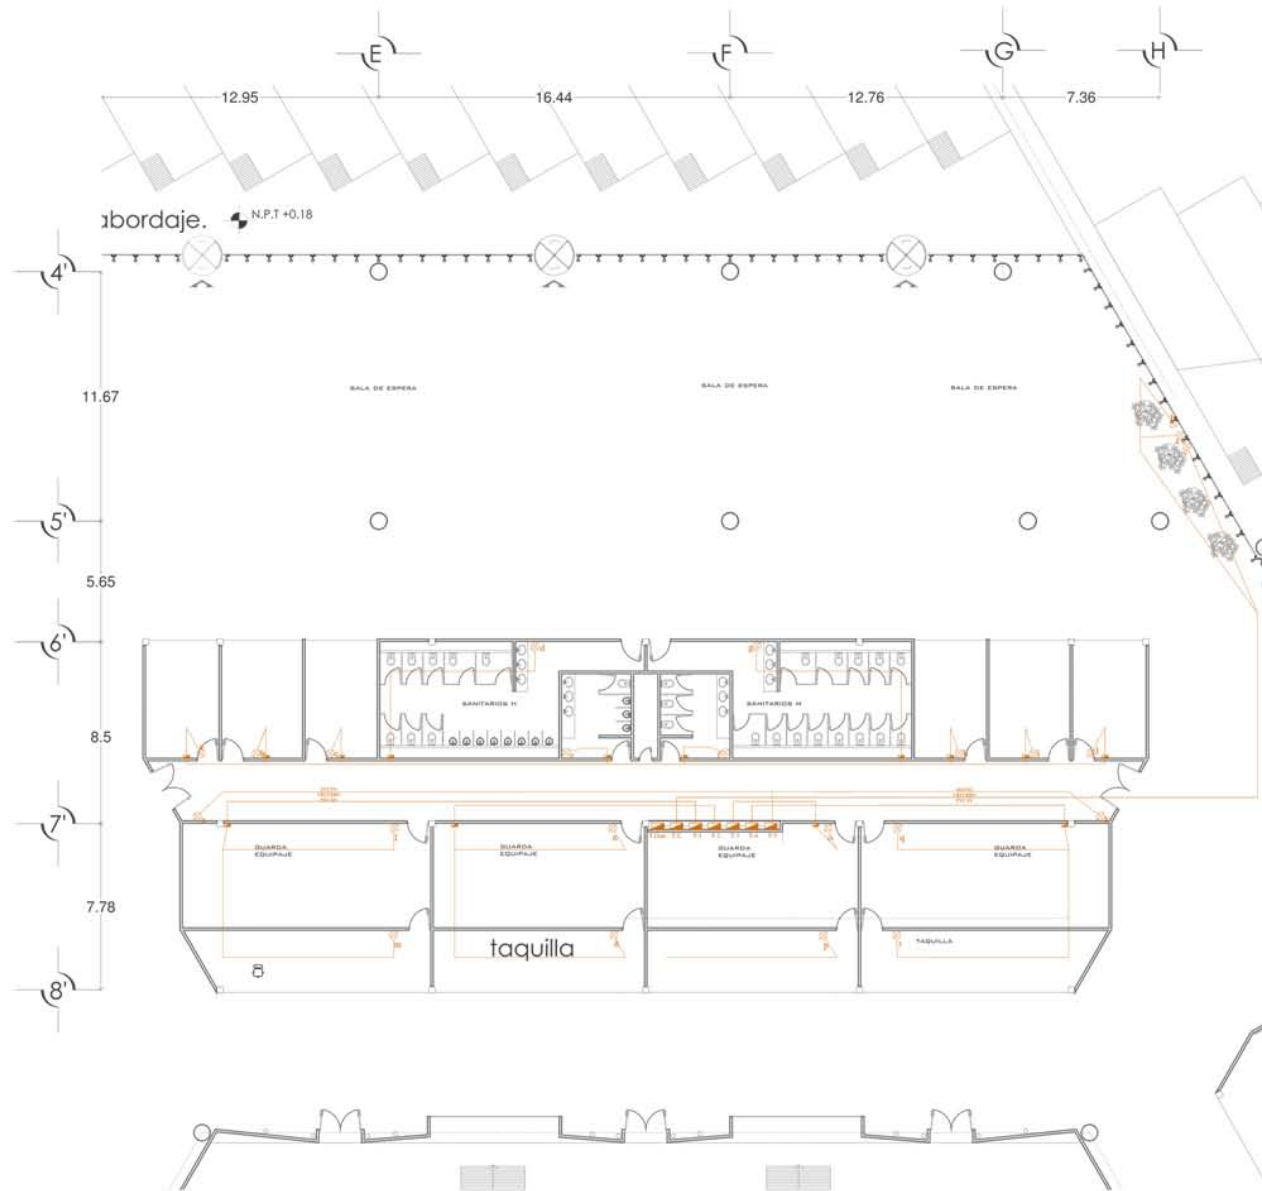 E
F
G
H
12.95
16.44
12.76
7.36
abordaje.
N.P.T +0.18
4'
11.67
SALA DE ESPERA
SALA DE ESPERA
SALA DE ESPERA
5'
5.65
6'
SANITARIOS H
SANITARIOS M
8.5
7'
GUARDA
EQUIPAJE
GUARDA
EQUIPAJE
GUARDA
EQUIPAJE
GUARDA
EQUIPAJE
7.78
taquilla
TAQUILLA
8'